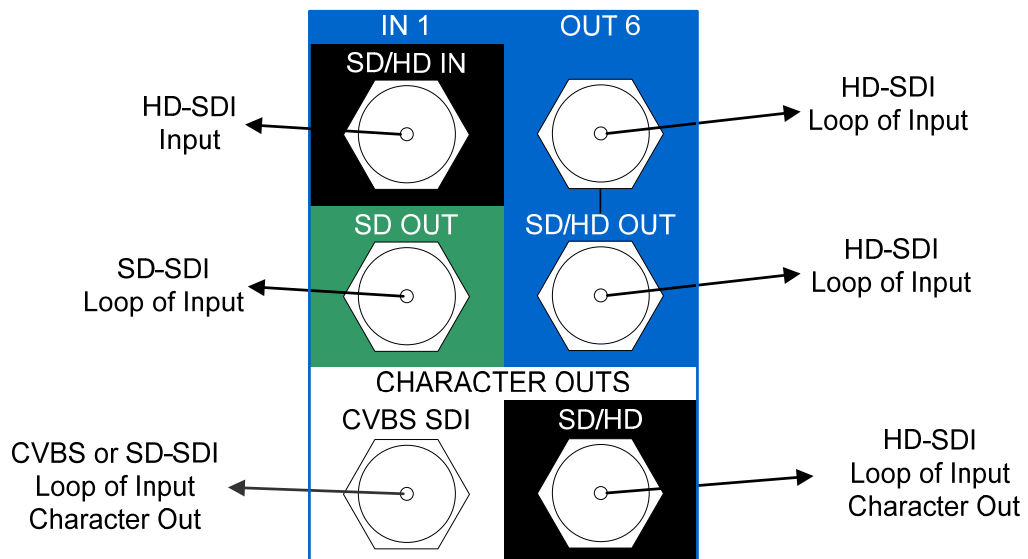 IN 1
OUT 6
SD/HD IN
HD-SDI
Input
HD-SDI
Loop of Input
SD OUT
SD/HD OUT
SD-SDI
Loop of Input
HD-SDI
Loop of Input
CHARACTER OUTS
CVBS SDI
SD/HD
CVBS or SD-SDI
Loop of Input
Character Out
HD-SDI
Loop of Input
Character Out